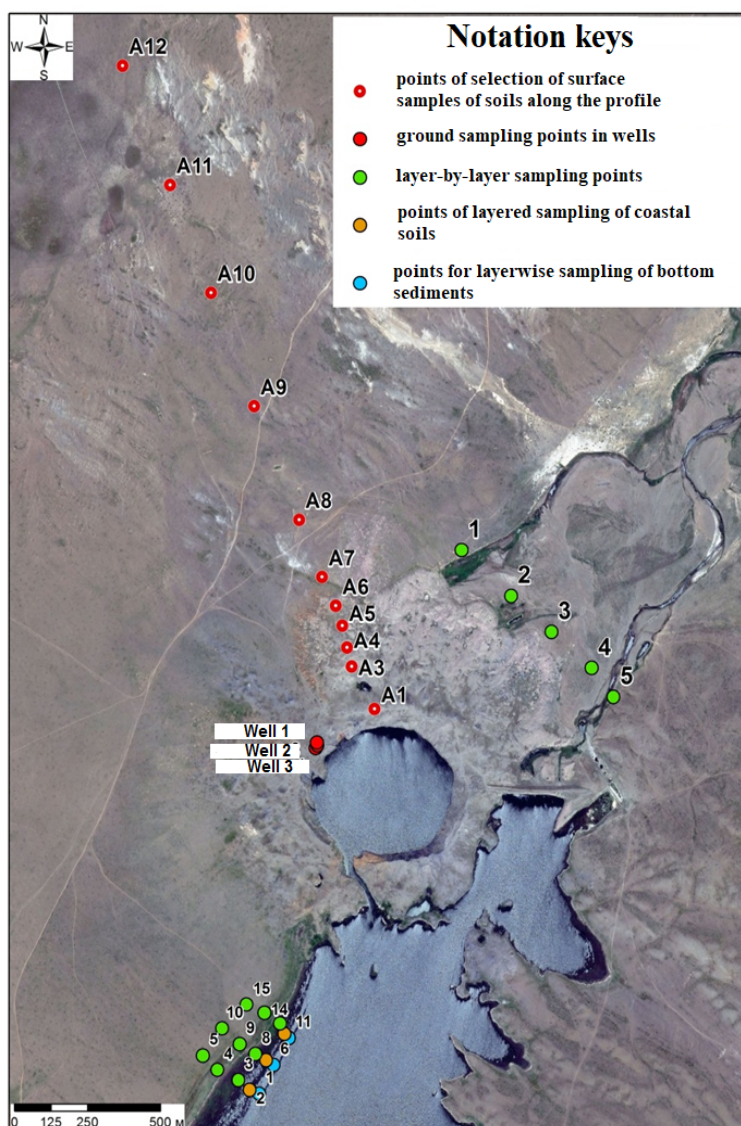 N
W E
S
Notation keys
points of selection of surface
samples of soils along the profile
ground sampling points in wells
layer-by-layer sampling points
points of layered sampling of coastal
soils
points for layerwise sampling of bottom
sediments
A12
A11
A10
A9
A8
A7
A6
A5
A4
A3
A1
1
2
3
4
5
Well 1
Well 2
Well 3
15
10 14
11
5 9
6
4 8
3 1
2
0 125 250 500 м